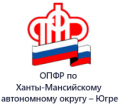 ОПФР по
Ханты-Мансийскому
автономному округу – Югре